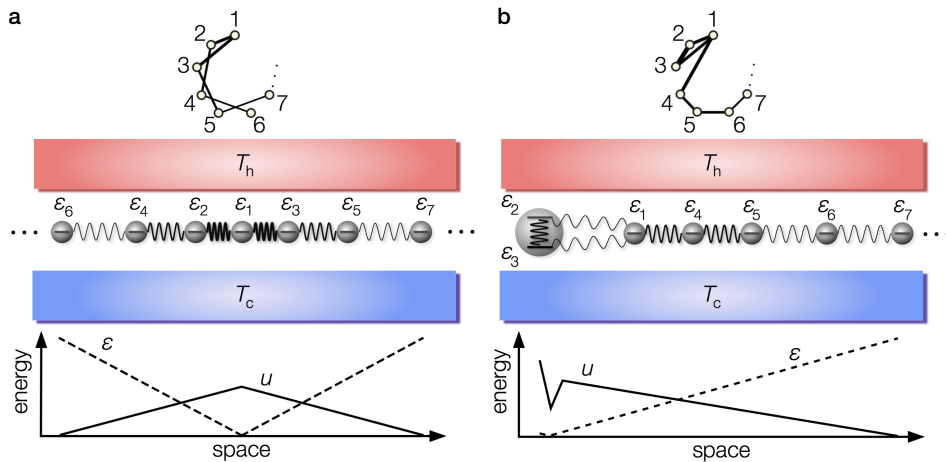 a
1
2
3
4
5
6
7
T_h
ε_6 ε_4 ε_2 ε_1 ε_3 ε_5 ε_7
T_c
energy
ε
u
space
b
1
2
3
4
5
6
7
T_h
ε_2 ε_1 ε_4 ε_5 ε_6 ε_7
ε_3
T_c
energy
u
ε
space